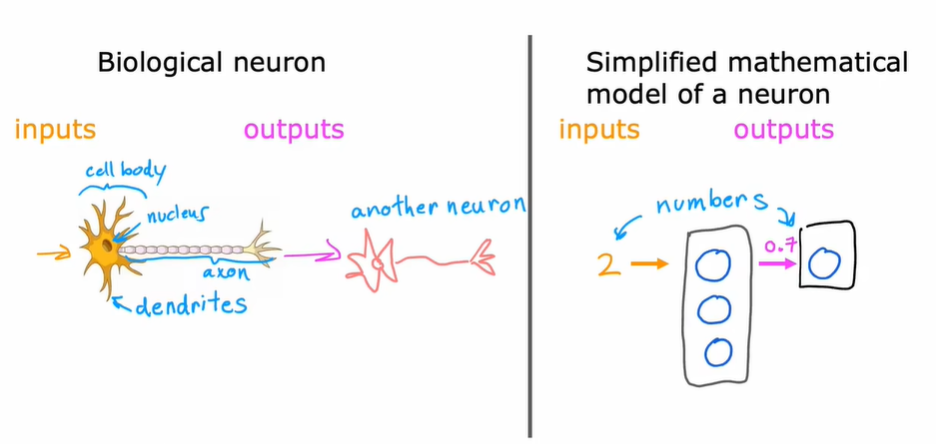 Biological neuron
inputs
outputs
cell body
nucleus
another neuron
axon
dendrites
Simplified mathematical
model of a neuron
inputs
outputs
numbers
2
0.7